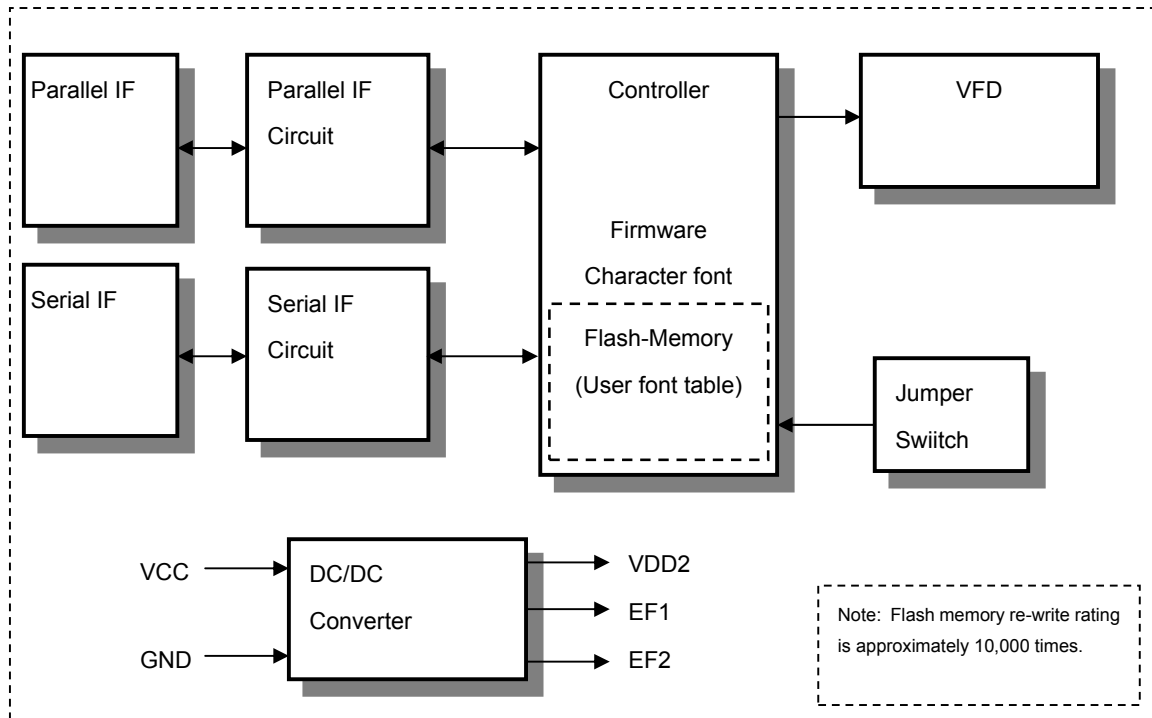 Parallel IF
Parallel IF
Circuit
Controller
VFD
Firmware
Character font
Serial IF
Serial IF
Circuit
Flash-Memory
(User font table)
Jumper
Swiitch
VCC
GND
DC/DC
Converter
VDD2
EF1
EF2
Note: Flash memory re-write rating
is approximately 10,000 times.